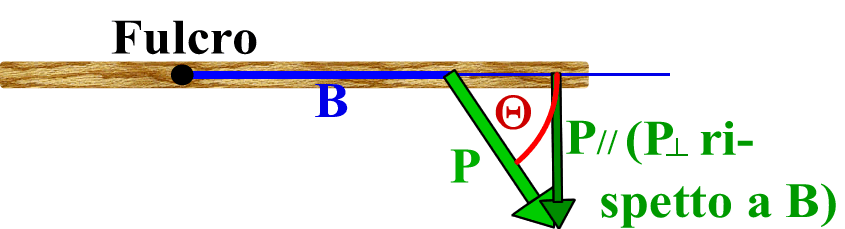 Fulcro
B
Θ
P
P// (P⊥ ri-
spetto a B)